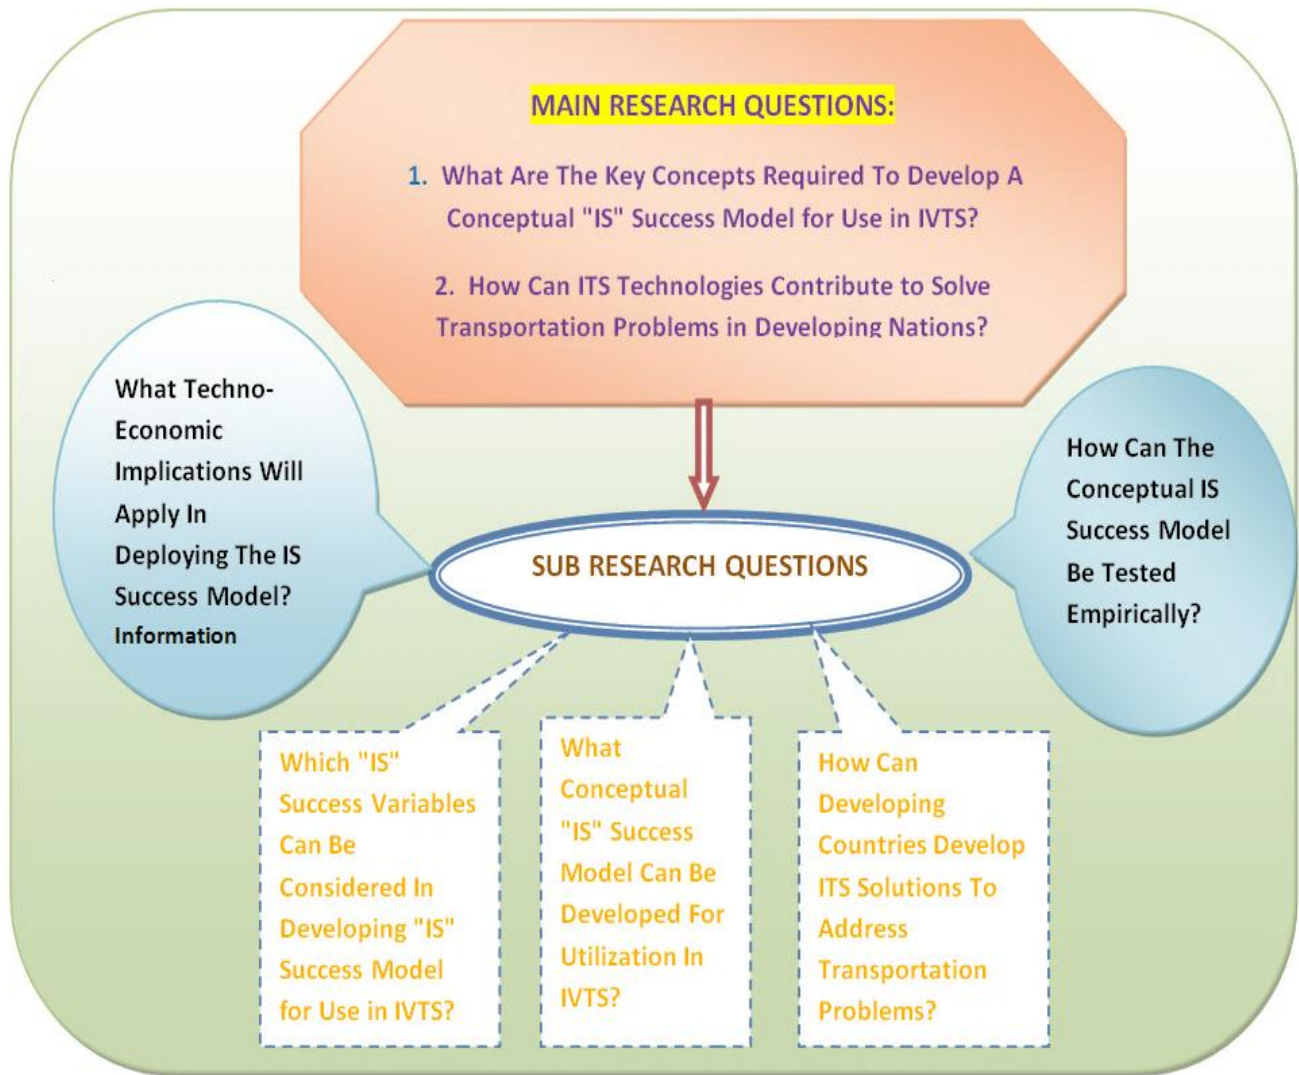 MAIN RESEARCH QUESTIONS:
1. What Are The Key Concepts Required To Develop A
Conceptual "IS" Success Model for Use in IVTS?
2. How Can ITS Technologies Contribute to Solve
Transportation Problems in Developing Nations?
What Techno-
Economic
Implications Will
Apply In
Deploying The IS
Success Model?
Information
How Can The
Conceptual IS
Success Model
Be Tested
Empirically?
SUB RESEARCH QUESTIONS
Which "IS"
Success Variables
Can Be
Considered In
Developing "IS"
Success Model
for Use in IVTS?
What
Conceptual
"IS" Success
Model Can Be
Developed For
Utilization In
IVTS?
How Can
Developing
Countries Develop
ITS Solutions To
Address
Transportation
Problems?